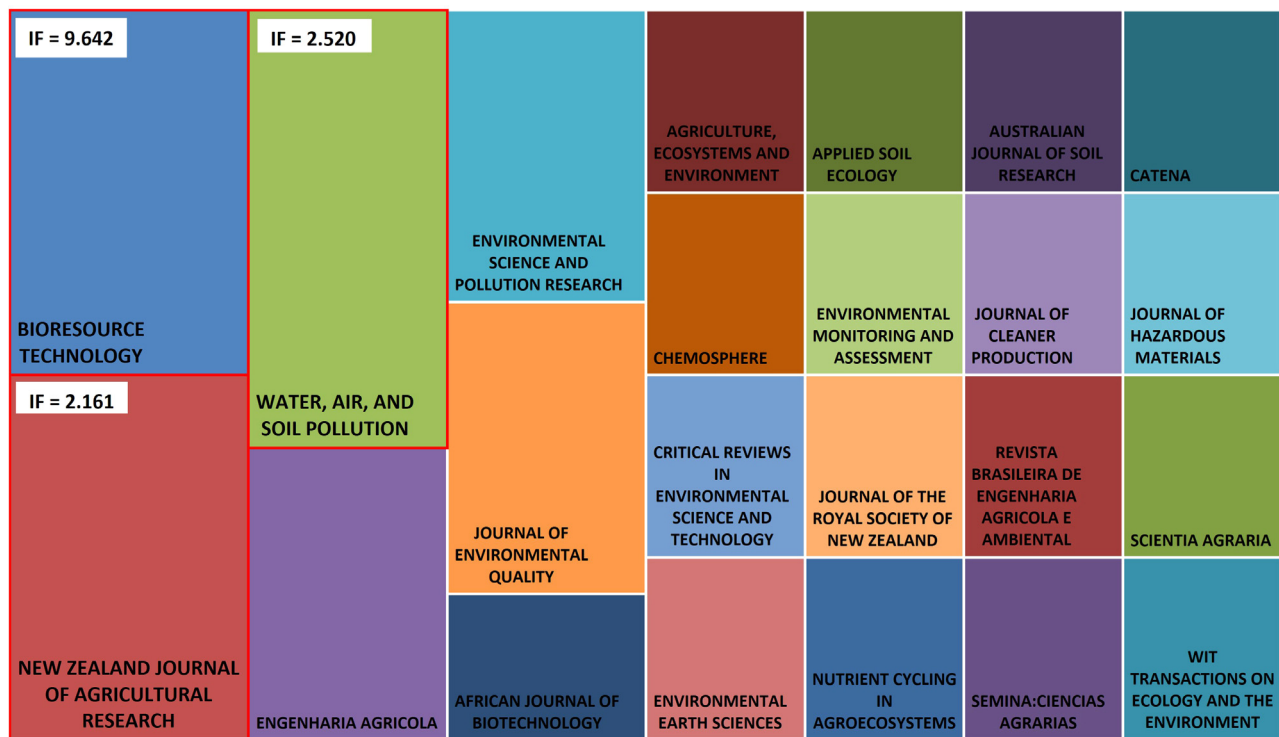 IF = 9.642
BIORESOURCE
TECHNOLOGY
IF = 2.161
NEW ZEALAND JOURNAL
OF AGRICULTURAL
RESEARCH
IF = 2.520
WATER, AIR, AND
SOIL POLLUTION
ENGENHARIA AGRICOLA
ENVIRONMENTAL
SCIENCE AND
POLLUTION RESEARCH
JOURNAL OF
ENVIRONMENTAL
QUALITY
AFRICAN JOURNAL OF
BIOTECHNOLOGY
AGRICULTURE,
ECOSYSTEMS AND
ENVIRONMENT
APPLIED SOIL
ECOLOGY
AUSTRALIAN
JOURNAL OF SOIL
RESEARCH
CATENA
CHEMOSPHERE
ENVIRONMENTAL
MONITORING AND
ASSESSMENT
JOURNAL OF
CLEANER
PRODUCTION
JOURNAL OF
HAZARDOUS
MATERIALS
CRITICAL REVIEWS
IN
ENVIRONMENTAL
SCIENCE AND
TECHNOLOGY
JOURNAL OF THE
ROYAL SOCIETY OF
NEW ZEALAND
REVISTA
BRASILEIRA DE
ENGENHARIA
AGRICOLA E
AMBIENTAL
SCIENTIA AGRARIA
ENVIRONMENTAL
EARTH SCIENCES
NUTRIENT CYCLING
IN
AGROECOSYSTEMS
SEMINA:CIENCIAS
AGRARIAS
WIT
TRANSACTIONS ON
ECOLOGY AND THE
ENVIRONMENT